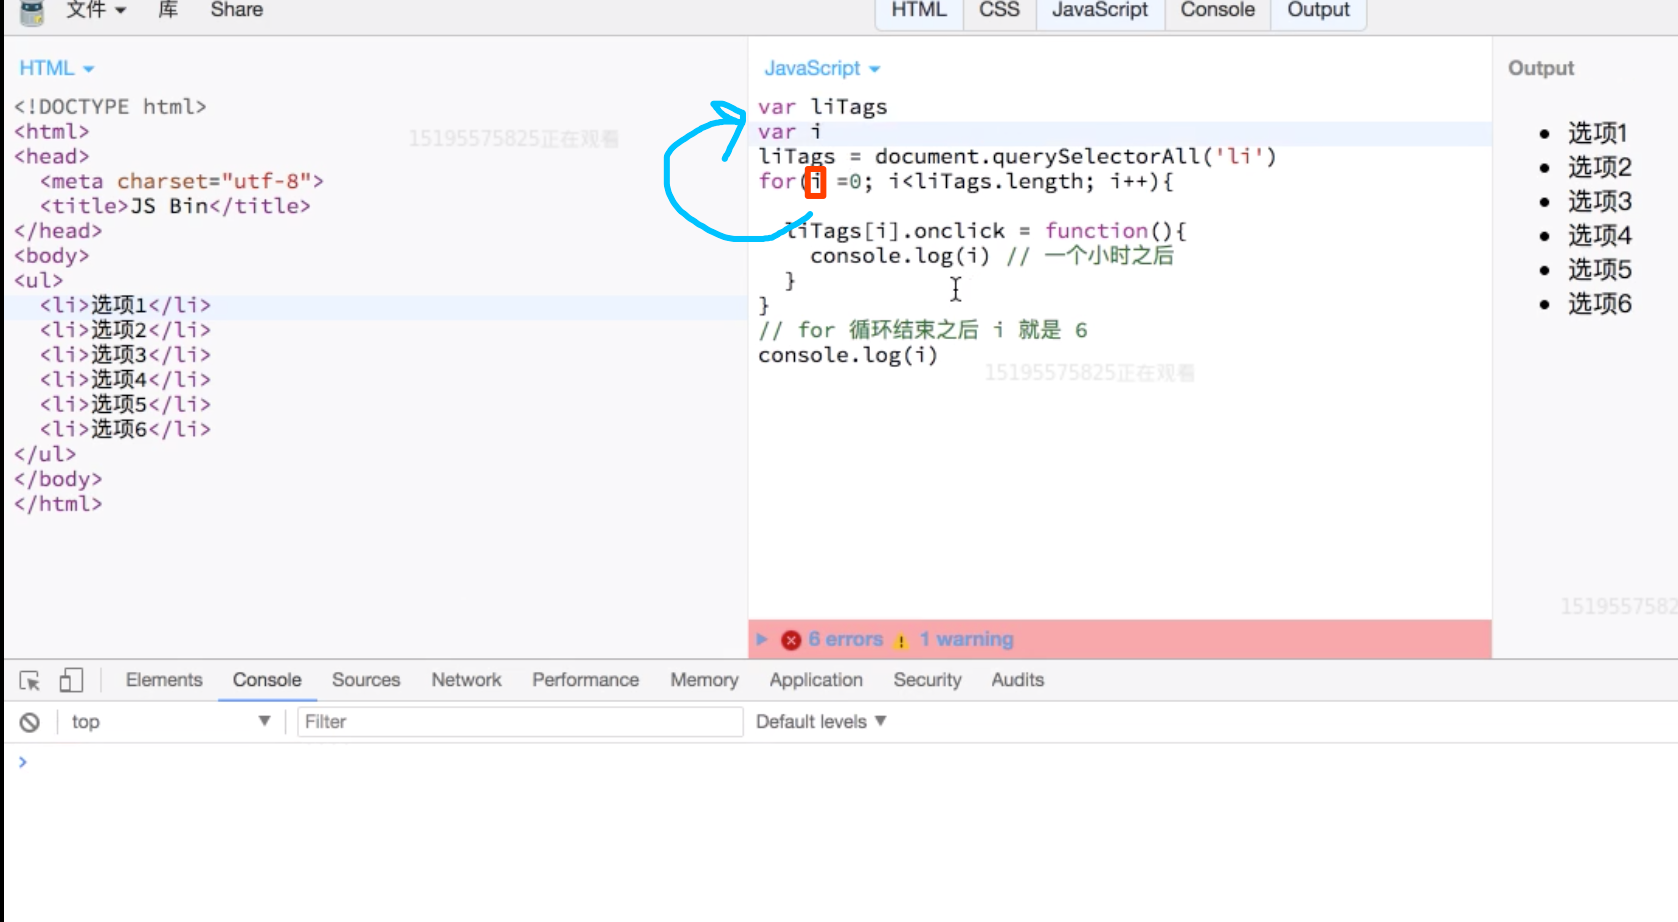 文件 库 Share
HTML CSS JavaScript Console Output
HTML
<!DOCTYPE html>
<html>
<head>
<meta charset="utf-8">
<title>JS Bin</title>
</head>
<body>
<ul>
<li>选项1</li>
<li>选项2</li>
<li>选项3</li>
<li>选项4</li>
<li>选项5</li>
<li>选项6</li>
</ul>
</body>
</html>
15195575825正在观看
JavaScript
var liTags
var i
liTags = document.querySelectorAll('li')
for(i =0; i<liTags.length; i++){
liTags[i].onclick = function(){
console.log(i) // 一个小时之后
}
}
// for 循环结束之后 i 就是 6
console.log(i)
15195575825正在观看
6 errors 1 warning
Output
选项1
选项2
选项3
选项4
选项5
选项6
1519557582
Elements Console Sources Network Performance Memory Application Security Audits
top Filter Default levels